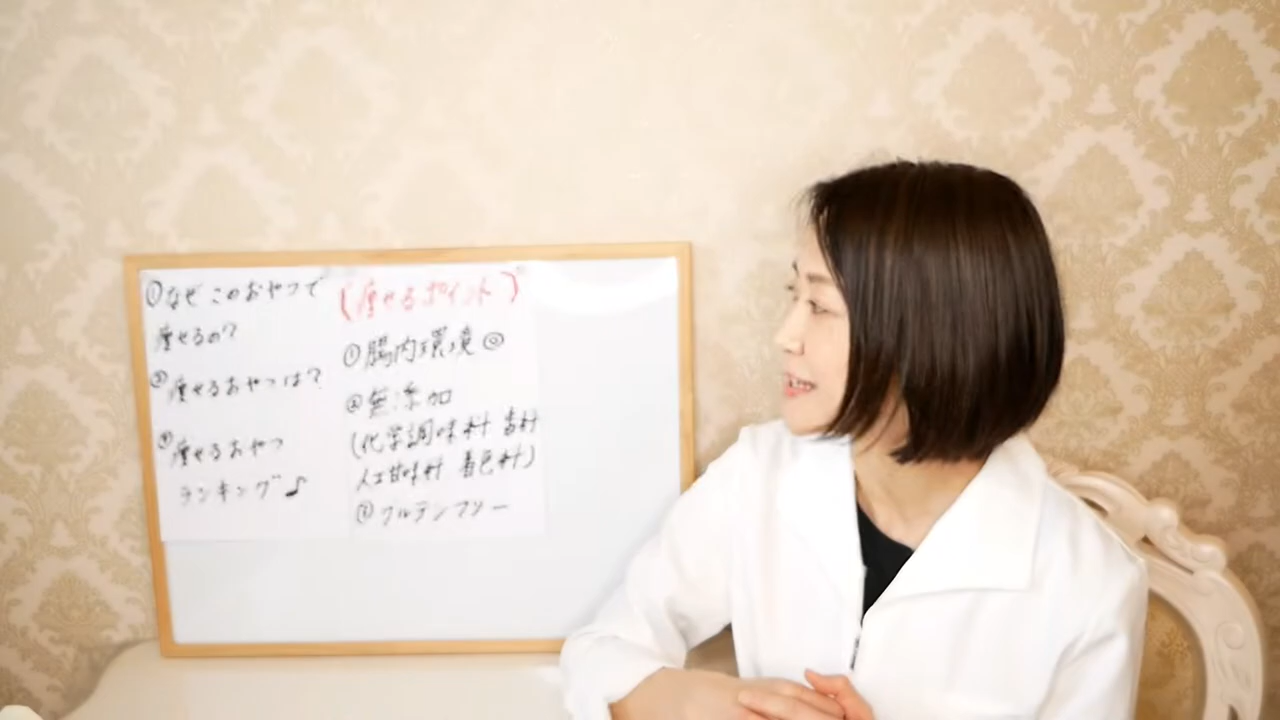 ①なぜ このおやつで
痩せるの?
②痩せるおやつは?
③痩せるおやつ
ランキング♪
(痩せるポイント)
①腸内環境◎
②無添加
(化学調味料 香料
人工甘味料 着色料)
③グルテンフリー